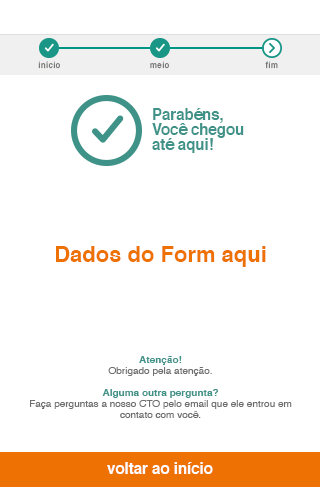 início
meio
fim
Parabéns,
Você chegou
até aqui!
Dados do Form aqui
Atenção!
Obrigado pela atenção.
Alguma outra pergunta?
Faça perguntas a nosso CTO pelo email que ele entrou em
contato com você.
voltar ao início